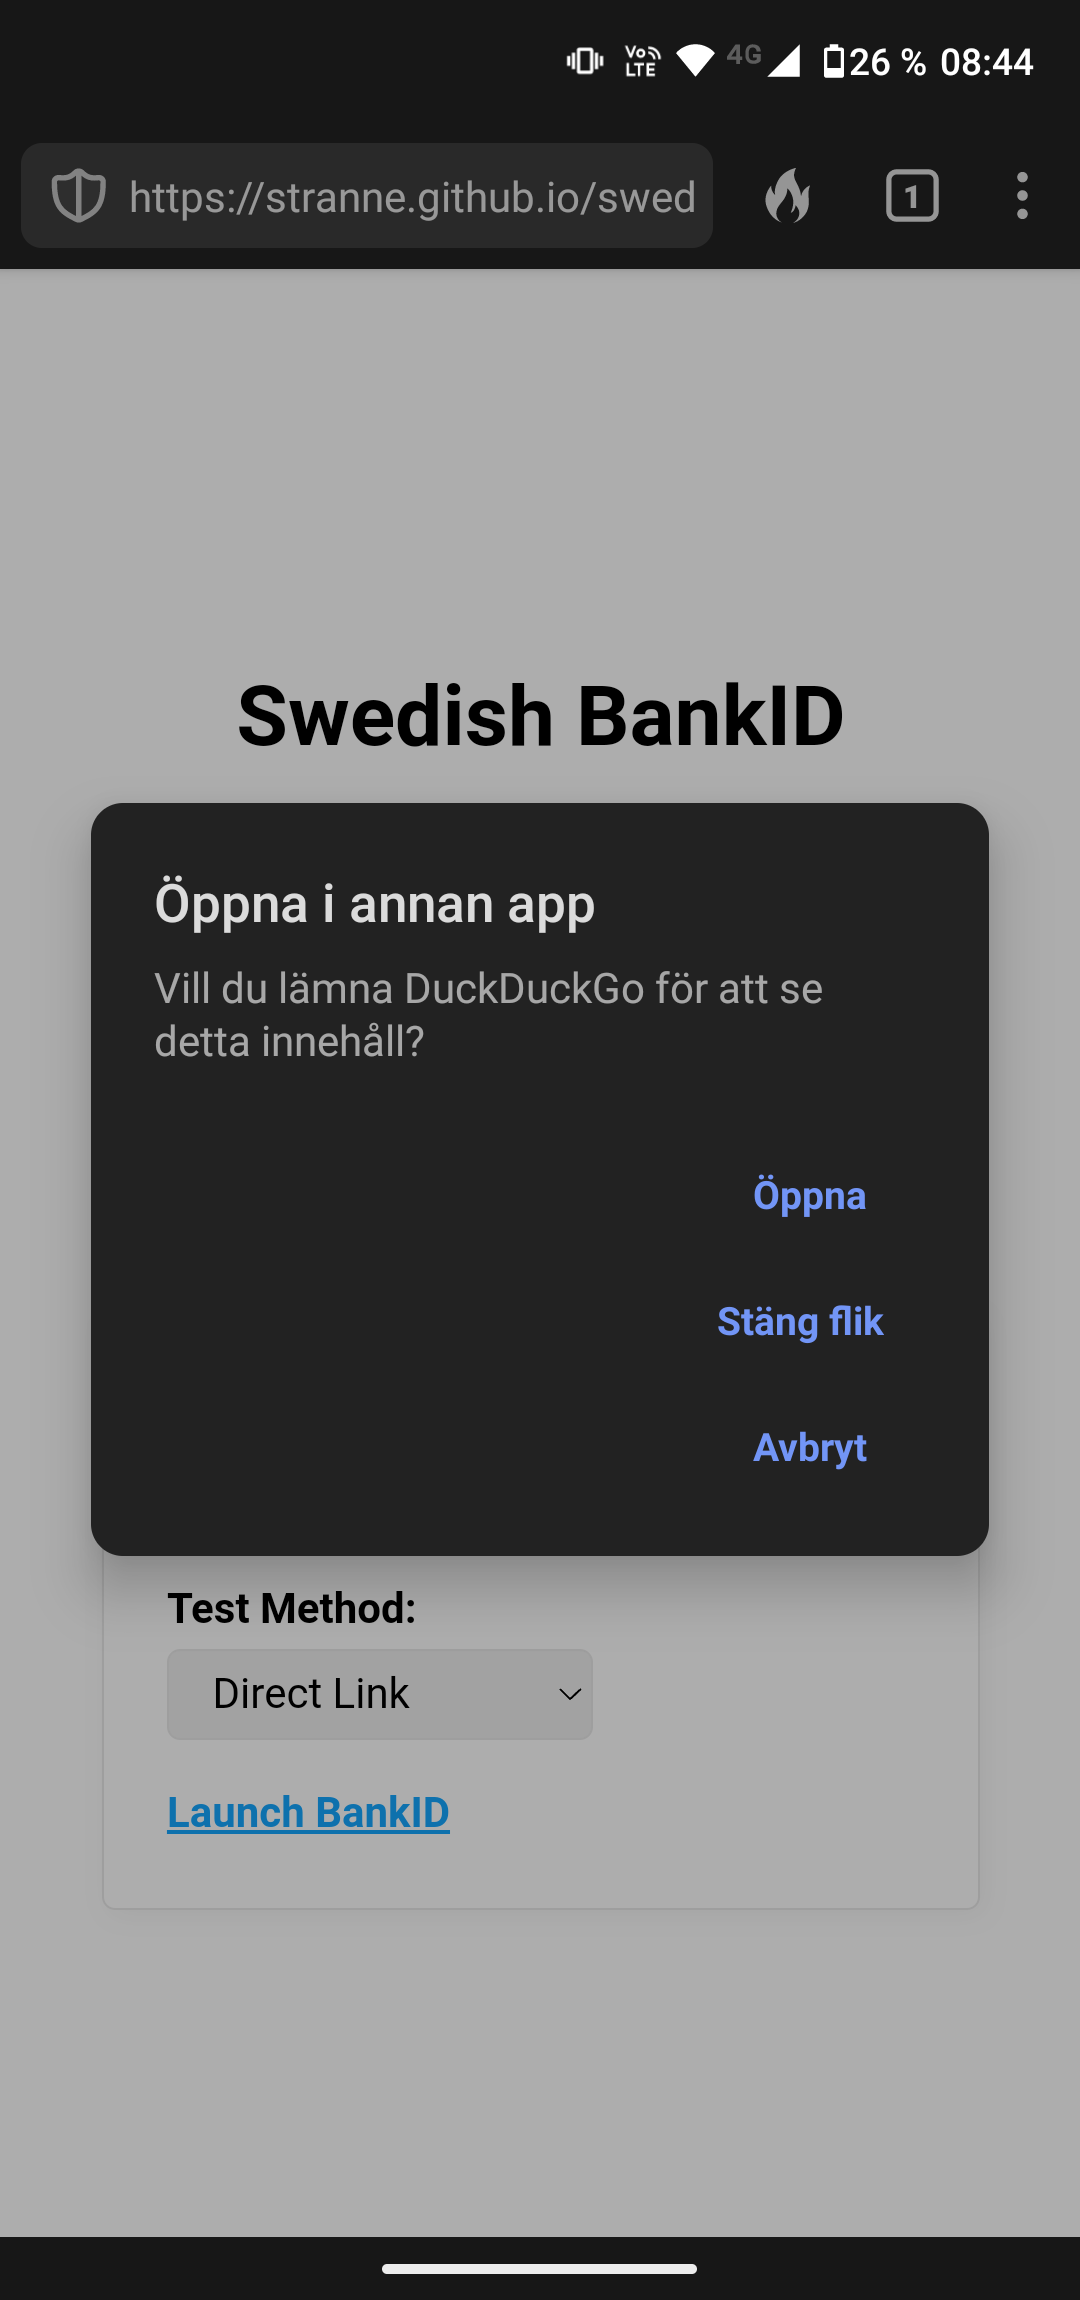 Vo
LTE
4G
26 % 08:44
https://stranne.github.io/swed
1
Swedish BankID
Öppna i annan app
Vill du lämna DuckDuckGo för att se
detta innehåll?
Öppna
Stäng flik
Avbryt
Test Method:
Direct Link
Launch BankID